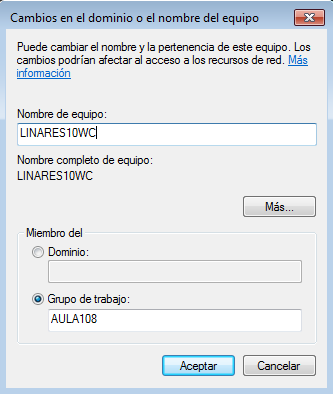 Cambios en el dominio o el nombre del equipo
Puede cambiar el nombre y la pertenencia de este equipo. Los
cambios podrían afectar al acceso a los recursos de red. Más
información
Nombre de equipo:
LINARES10WC
Nombre completo de equipo:
LINARES10WC
Más...
Miembro del
Dominio:
Grupo de trabajo:
AULA108
Aceptar
Cancelar